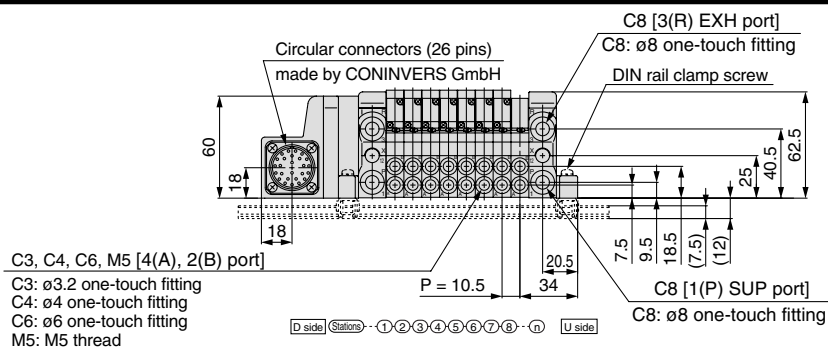 C8 [3(R) EXH port]
C8: ø8 one-touch fitting
Circular connectors (26 pins)
made by CONINVERS GmbH
DIN rail clamp screw
60
18
18
62.5
40.5
25
7.5
9.5
18.5
(7.5)
(12)
20.5
P = 10.5
34
C3, C4, C6, M5 [4(A), 2(B) port]
C3: ø3.2 one-touch fitting
C4: ø4 one-touch fitting
C6: ø6 one-touch fitting
M5: M5 thread
C8 [1(P) SUP port]
C8: ø8 one-touch fitting
D side Stations 1 2 3 4 5 6 7 8 n U side